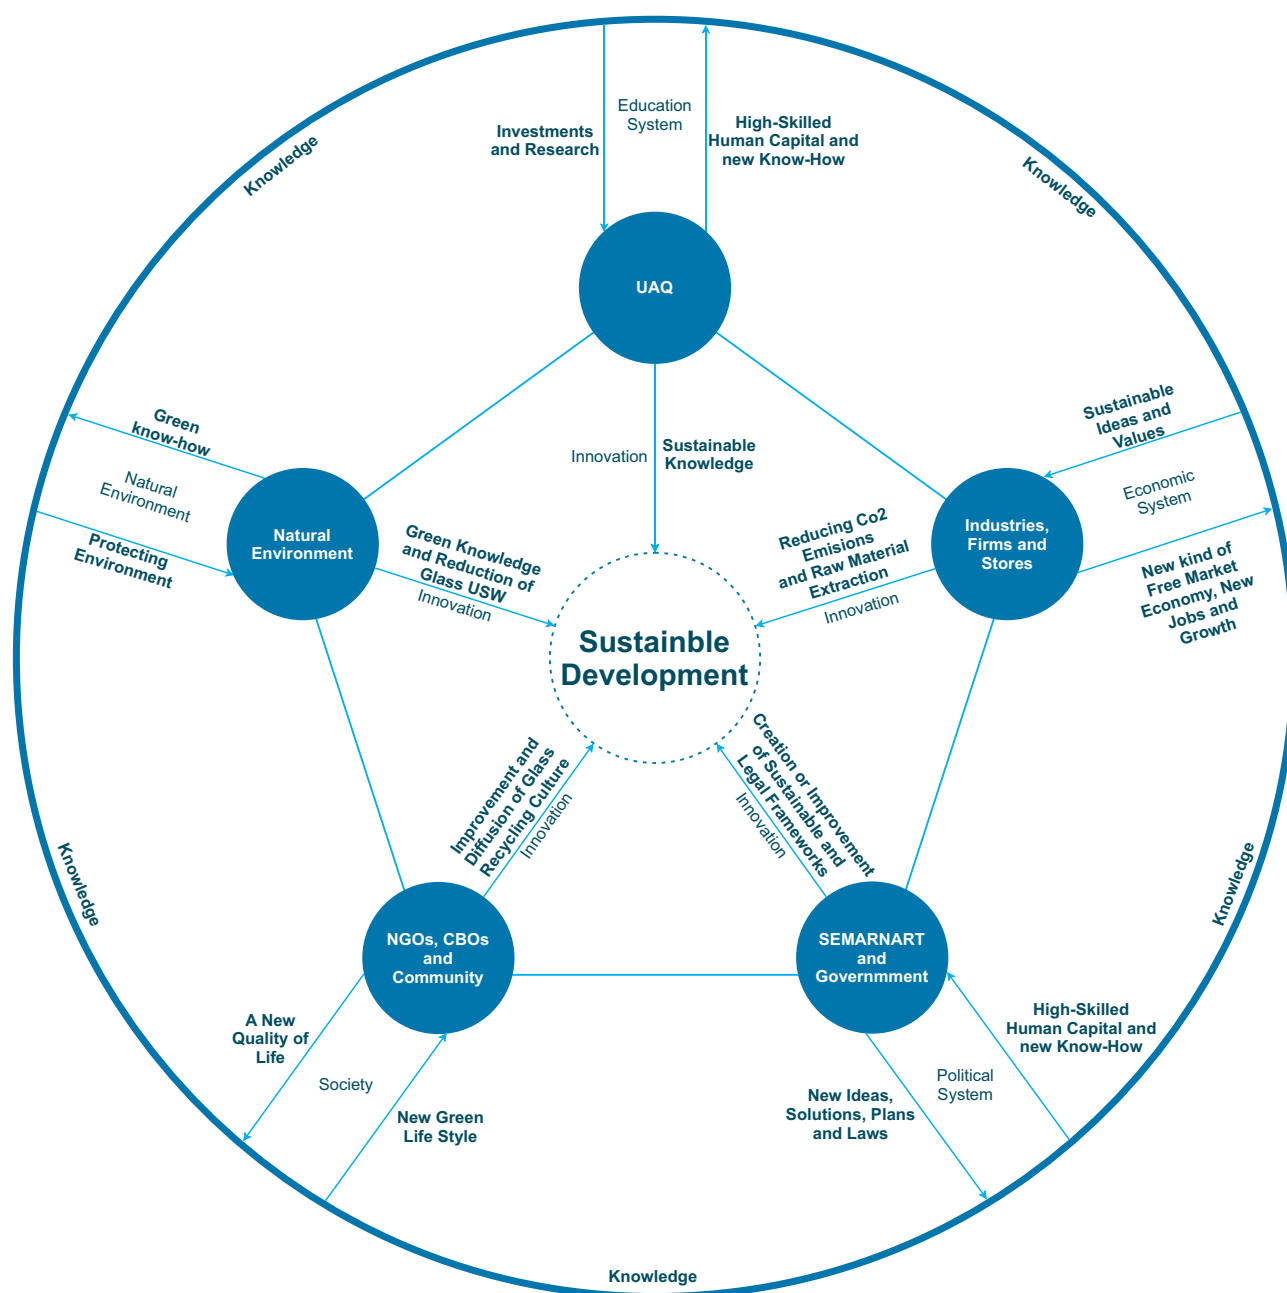 Education
System
Investments
and Research
High-Skilled
Human Capital and
new Know-How
Knowledge
Knowledge
UAQ
Innovation
Sustainable
Knowledge
Green
know-how
Natural
Environment
Protecting
Environment
Natural
Environment
Green Knowledge
and Reduction of
Glass USW
Innovation
Sustainable
Ideas and
Values
Economic
System
New kind of
Free Market
Economy, New
Jobs and
Growth
Industries,
Firms and
Stores
Reducing Co2
Emisions
and Raw Material
Extraction
Innovation
Sustainble
Development
Improvement and
Diffusion of Glass
Recycling Culture
Innovation
Creation or Improvement
of Sustainable and
Legal Frameworks
Innovation
Knowledge
Knowledge
NGOs, CBOs
and
Community
SEMARNART
and
Governmment
A New
Quality of
Life
Society
New Green
Life Style
High-Skilled
Human Capital and
new Know-How
Political
System
New Ideas,
Solutions, Plans
and Laws
Knowledge